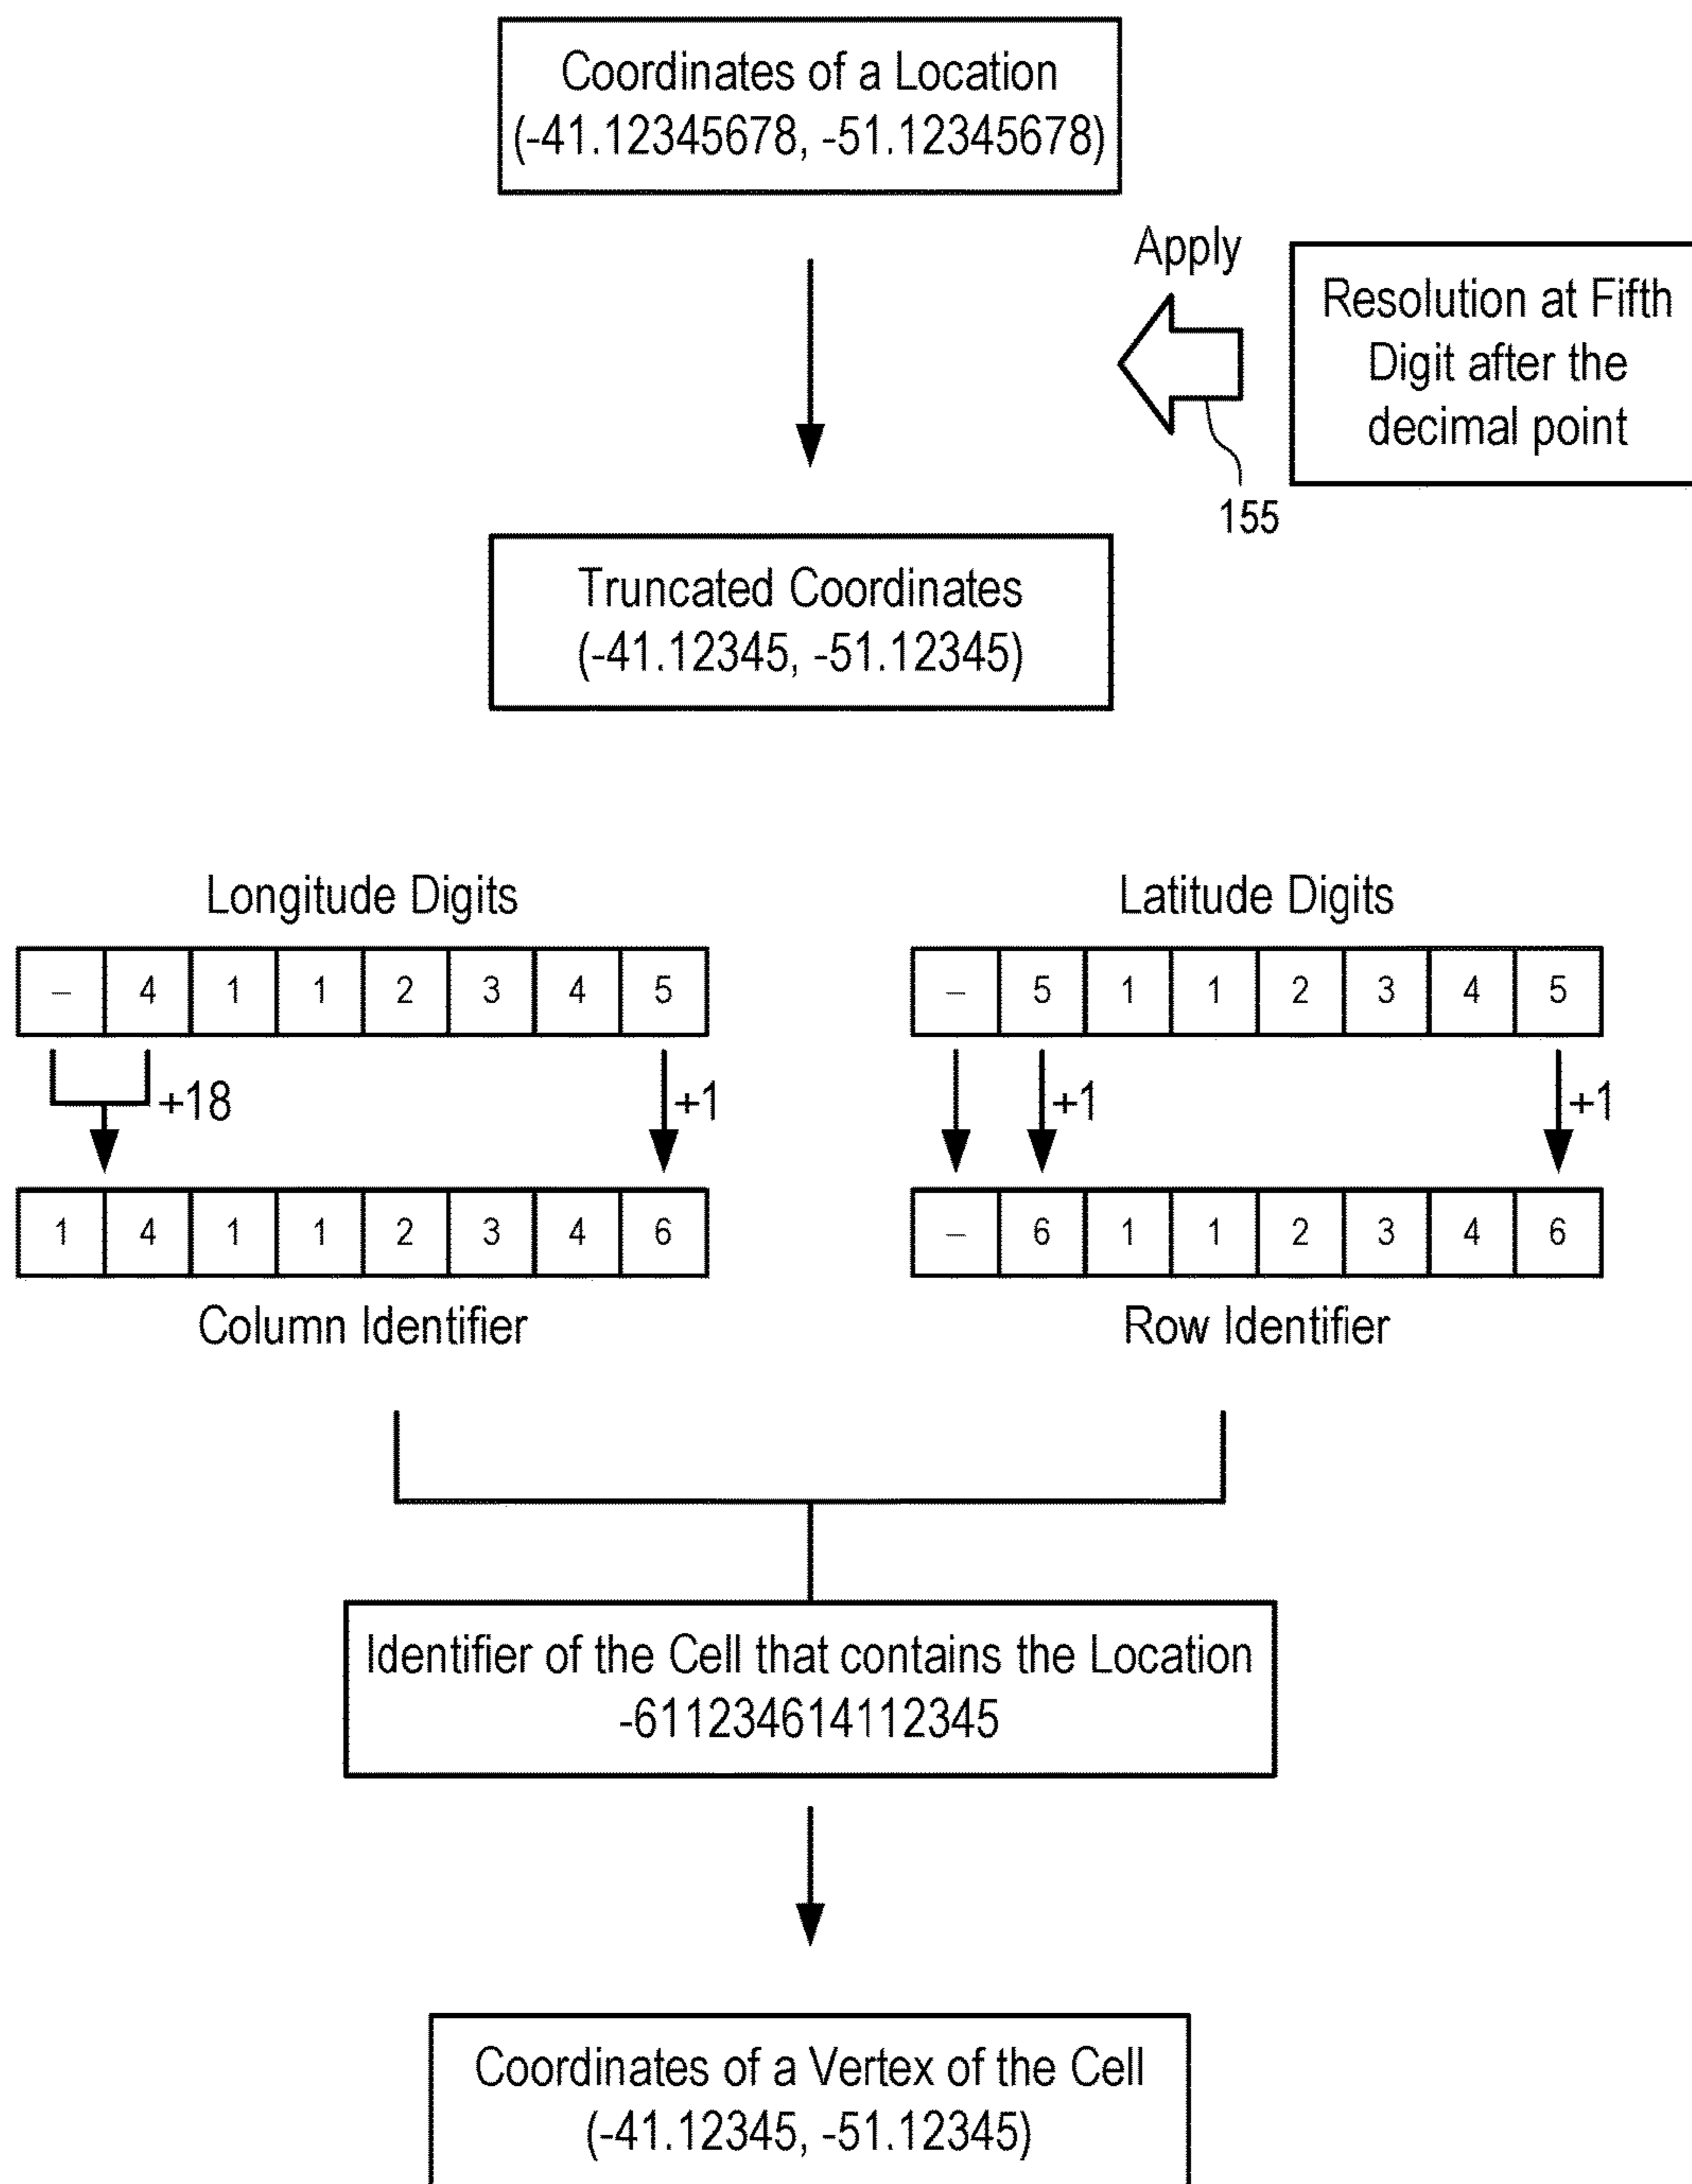 Coordinates of a Location
(-41.12345678, -51.12345678)
Apply
Resolution at Fifth
Digit after the
decimal point
155
Truncated Coordinates
(-41.12345, -51.12345)
Longitude Digits
– 4 1 1 2 3 4 5
+18 +1
1 4 1 1 2 3 4 6
Column Identifier
Latitude Digits
– 5 1 1 2 3 4 5
+1 +1
– 6 1 1 2 3 4 6
Row Identifier
Identifier of the Cell that contains the Location
-611234614112345
Coordinates of a Vertex of the Cell
(-41.12345, -51.12345)